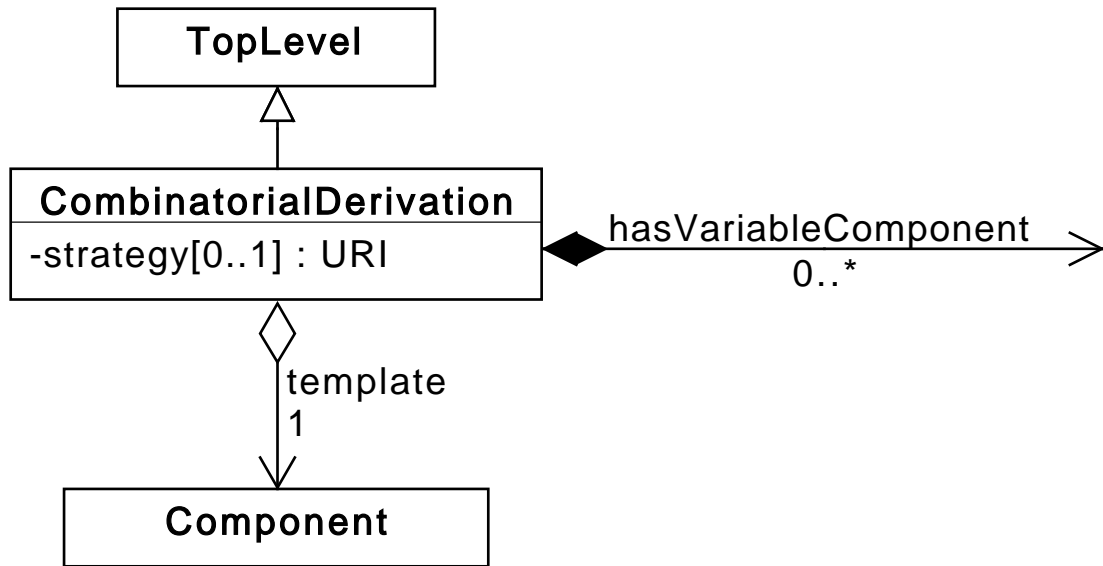 TopLevel
CombinatorialDerivation
-strategy[0..1] : URI
hasVariableComponent
0..*
template
1
Component